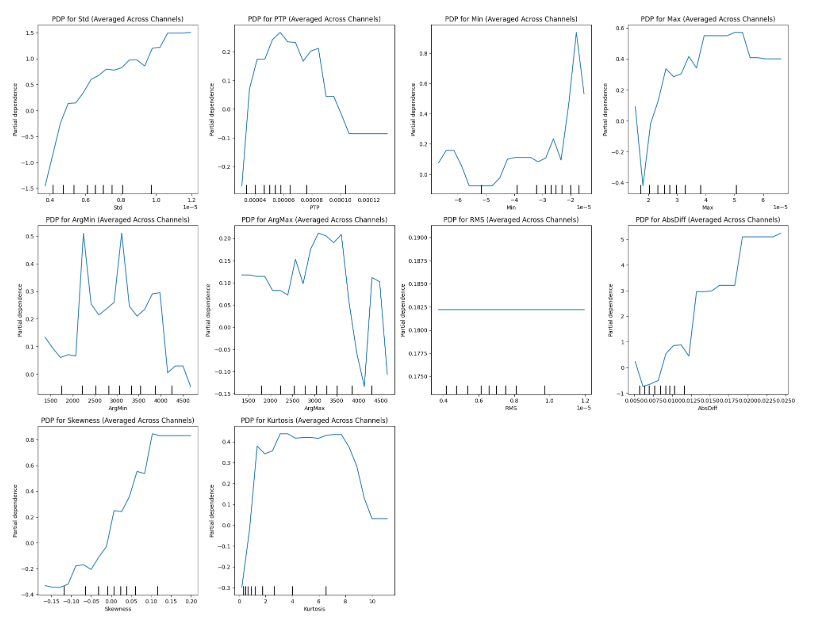 PDP for Std (Averaged Across Channels)
Partial dependence
1.5
1.0
0.5
0.0
−0.5
−1.0
−1.5
0.4 0.6 0.8 1.0 1.2
1e−5
Std
PDP for PTP (Averaged Across Channels)
Partial dependence
0.2
0.1
0.0
−0.1
−0.2
0.00004 0.00006 0.00008 0.00010 0.00012
PTP
PDP for Min (Averaged Across Channels)
Partial dependence
0.8
0.6
0.4
0.2
0.0
−6 −5 −4 −3 −2
1e−5
Min
PDP for Max (Averaged Across Channels)
Partial dependence
0.6
0.4
0.2
0.0
−0.2
−0.4
2 3 4 5 6
1e−5
Max
PDP for ArgMin (Averaged Across Channels)
Partial dependence
0.5
0.4
0.3
0.2
0.1
0.0
1500 2000 2500 3000 3500 4000 4500
ArgMin
PDP for ArgMax (Averaged Across Channels)
Partial dependence
0.20
0.15
0.10
0.05
0.00
−0.05
−0.10
−0.15
1500 2000 2500 3000 3500 4000 4500
ArgMax
PDP for RMS (Averaged Across Channels)
Partial dependence
0.1900
0.1875
0.1850
0.1825
0.1800
0.1775
0.1750
0.4 0.6 0.8 1.0 1.2
1e−5
RMS
PDP for AbsDiff (Averaged Across Channels)
Partial dependence
5
4
3
2
1
0
−1
0.0050 0.0075 0.0100 0.0125 0.0150 0.0175 0.0200 0.0225 0.0250
AbsDiff
PDP for Skewness (Averaged Across Channels)
Partial dependence
0.8
0.6
0.4
0.2
0.0
−0.2
−0.4
−0.15 −0.10 −0.05 0.00 0.05 0.10 0.15 0.20
Skewness
PDP for Kurtosis (Averaged Across Channels)
Partial dependence
0.4
0.3
0.2
0.1
0.0
−0.1
−0.2
−0.3
0 2 4 6 8 10
Kurtosis